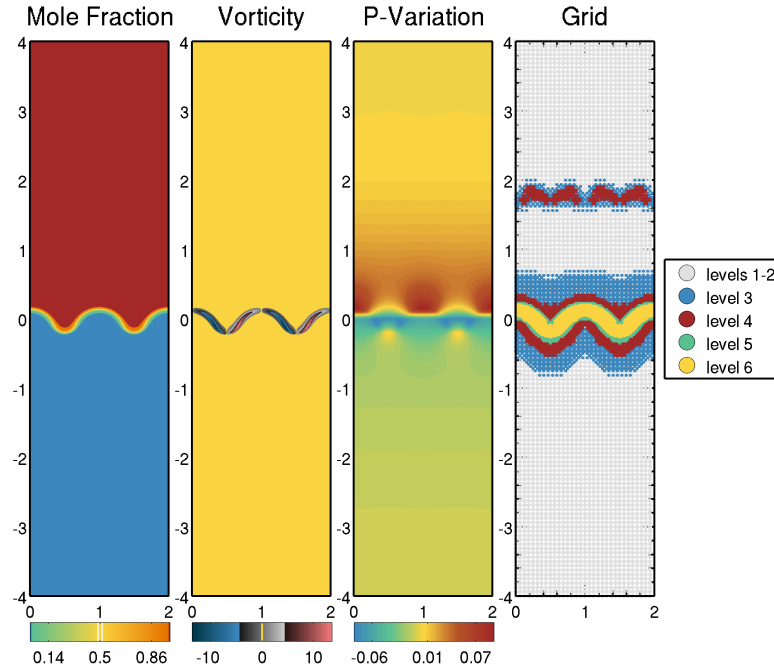 Mole Fraction Vorticity P-Variation Grid
4 4 4 4
3 3 3 3
2 2 2 2
1 1 1 1
levels 1-2
level 3
0 0 0 0
level 4
level 5
level 6
-1 -1 -1 -1
-2 -2 -2 -2
-3 -3 -3 -3
-4 -4 -4 -4
0 1 2 0 1 2 0 1 2 0 1 2
0.14 0.5 0.86 -10 0 10 -0.06 0.01 0.07